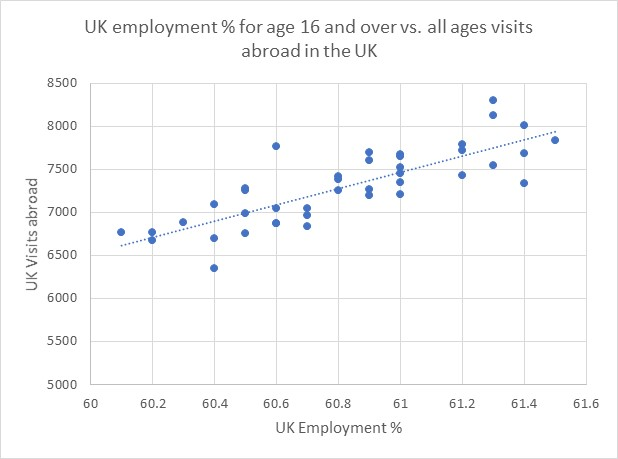 UK employment % for age 16 and over vs. all ages visits
abroad in the UK
8500
8000
7500
7000
6500
6000
5500
5000
UK Visits abroad
60 60.2 60.4 60.6 60.8 61 61.2 61.4 61.6
UK Employment %